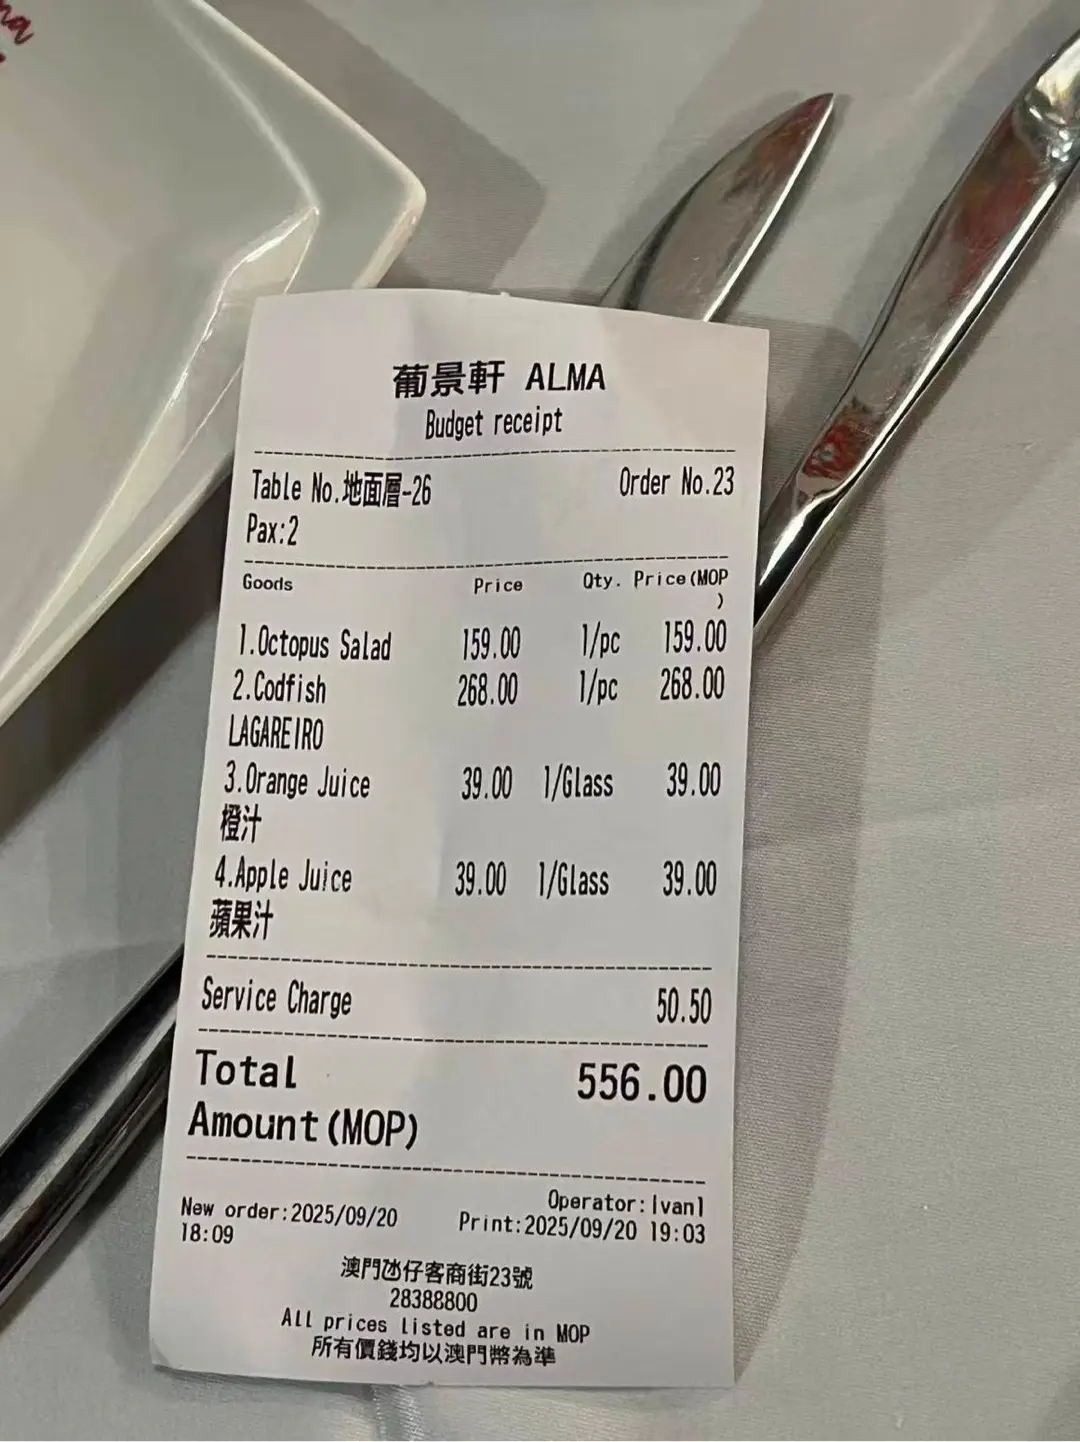 葡景軒 ALMA
Budget receipt
Table No.地面層-26 Order No.23
Pax:2
Goods Price Qty. Price(MOP
)
1.Octopus Salad 159.00 1/pc 159.00
2.Codfish 268.00 1/pc 268.00
LAGAREIRO
3.Orange Juice 39.00 1/Glass 39.00
橙汁
4.Apple Juice 39.00 1/Glass 39.00
蘋果汁
Service Charge 50.50
Total 556.00
Amount(MOP)
Operator:Ivan1
New order:2025/09/20 Print:2025/09/20 19:03
18:09
澳門氹仔客商街23號
28388800
All prices listed are in MOP
所有價錢均以澳門幣為準